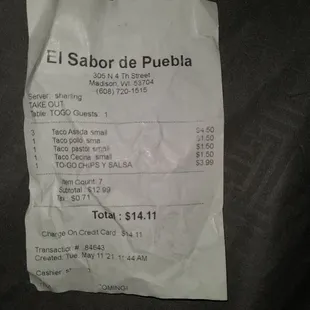 El Sabor de Puebla
305 N 4 Th Street
Madison, WI. 53704
(608) 720-1515
Server: sherling
TAKE OUT
Table: TOGO Guests: 1
3 Taco Asada small $4.50
1 Taco pollo sma $1.50
1 Taco pastor small $1.50
1 Taco Cecina small $1.50
1 TO-GO CHIPS Y SALSA $3.99
Item Count: 7
Subtotal: $12.99
Tax: $0.71
Total : $14.11
Charge On Credit Card : $14.11
Transaction #: 84643
Created: Tue, May 11 '21 11:44 AM
Cashier:
COMING!